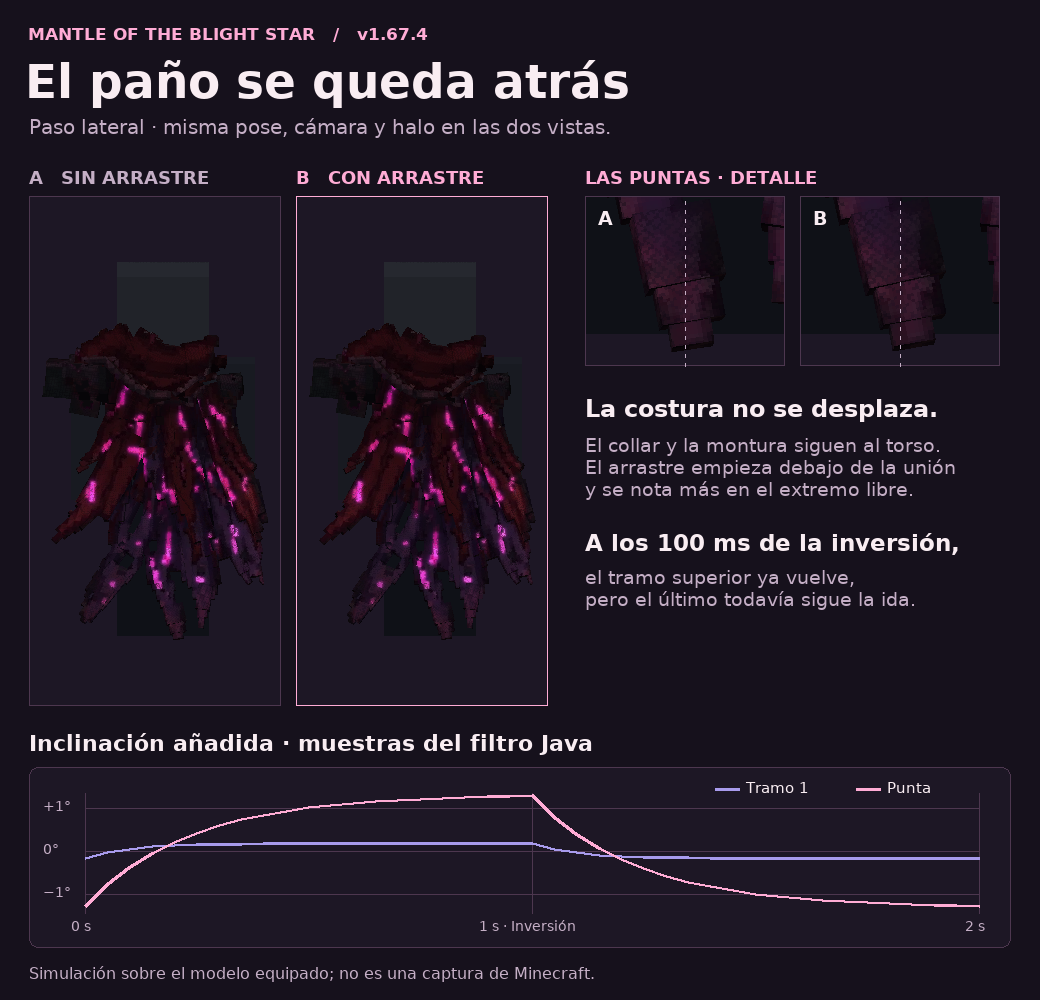 MANTLE OF THE BLIGHT STAR / v1.67.4
El paño se queda atrás
Paso lateral · misma pose, cámara y halo en las dos vistas.
A SIN ARRASTRE
B CON ARRASTRE
LAS PUNTAS · DETALLE
A
B
La costura no se desplaza.
El collar y la montura siguen al torso.
El arrastre empieza debajo de la unión
y se nota más en el extremo libre.
A los 100 ms de la inversión,
el tramo superior ya vuelve,
pero el último todavía sigue la ida.
Inclinación añadida · muestras del filtro Java
Tramo 1
Punta
+1°
0°
−1°
0 s
1 s · Inversión
2 s
Simulación sobre el modelo equipado; no es una captura de Minecraft.